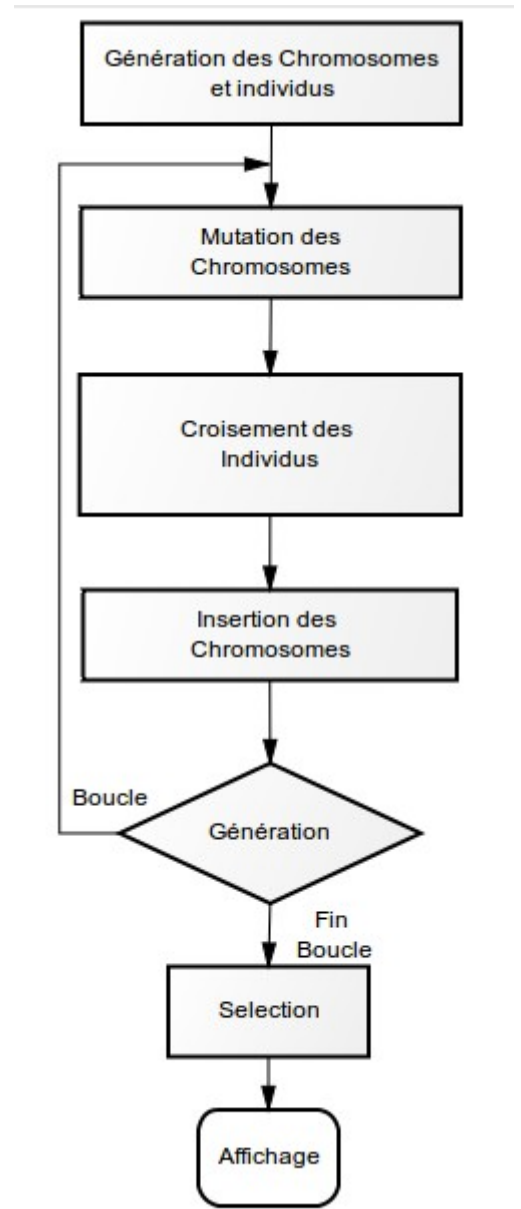 Génération des Chromosomes
et individus
Mutation des
Chromosomes
Croisement des
Individus
Insertion des
Chromosomes
Boucle
Génération
Fin
Boucle
Selection
Affichage